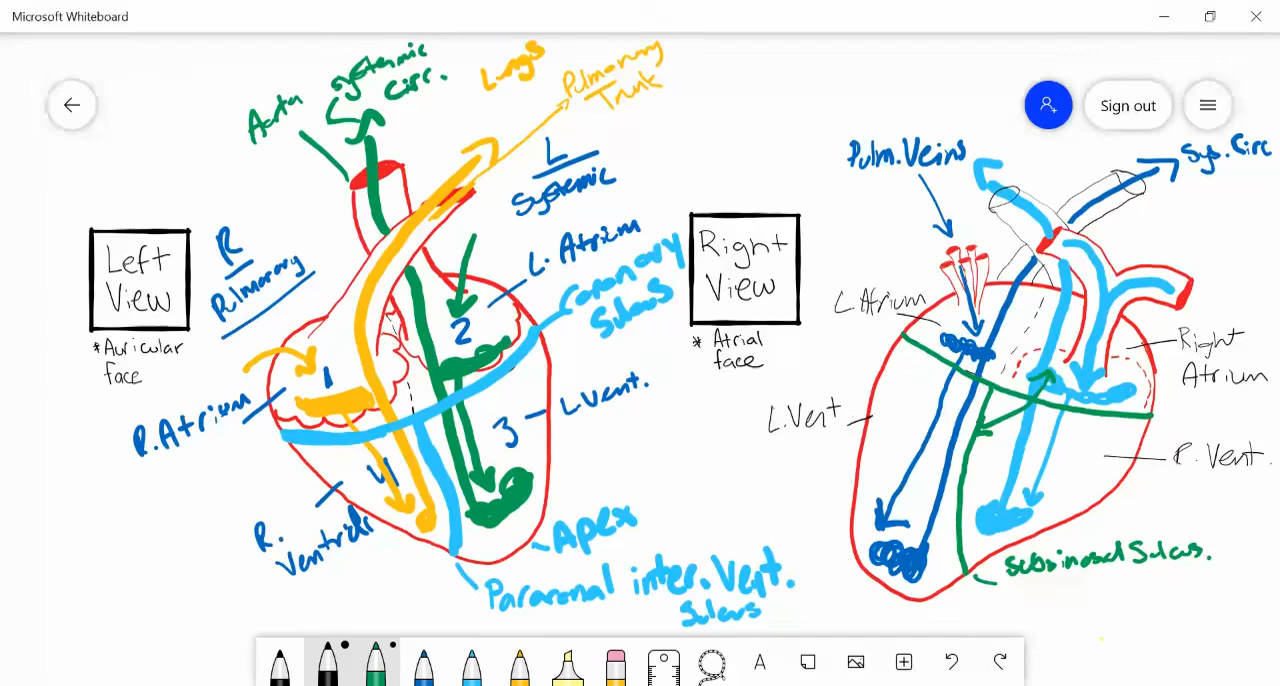 Microsoft Whiteboard
Sign out
Aorta
systemic
circ.
Lungs
Pulmonary
Trunk
L
Systemic
Left
View
*Auricular
face
R
Pulmonary
L. Atrium
Coronary
Sulcus
1
2
3
4
R. Atrium
L Vent.
R.
Ventricle
Apex
Paraconal inter. Vent.
Sulcus
Right
View
* Atrial
face
Pulm. Veins
Sys. Circ
L. Atrium
Right
Atrium
L. Vent
R. Vent.
Subsinosal Sulcus.
A